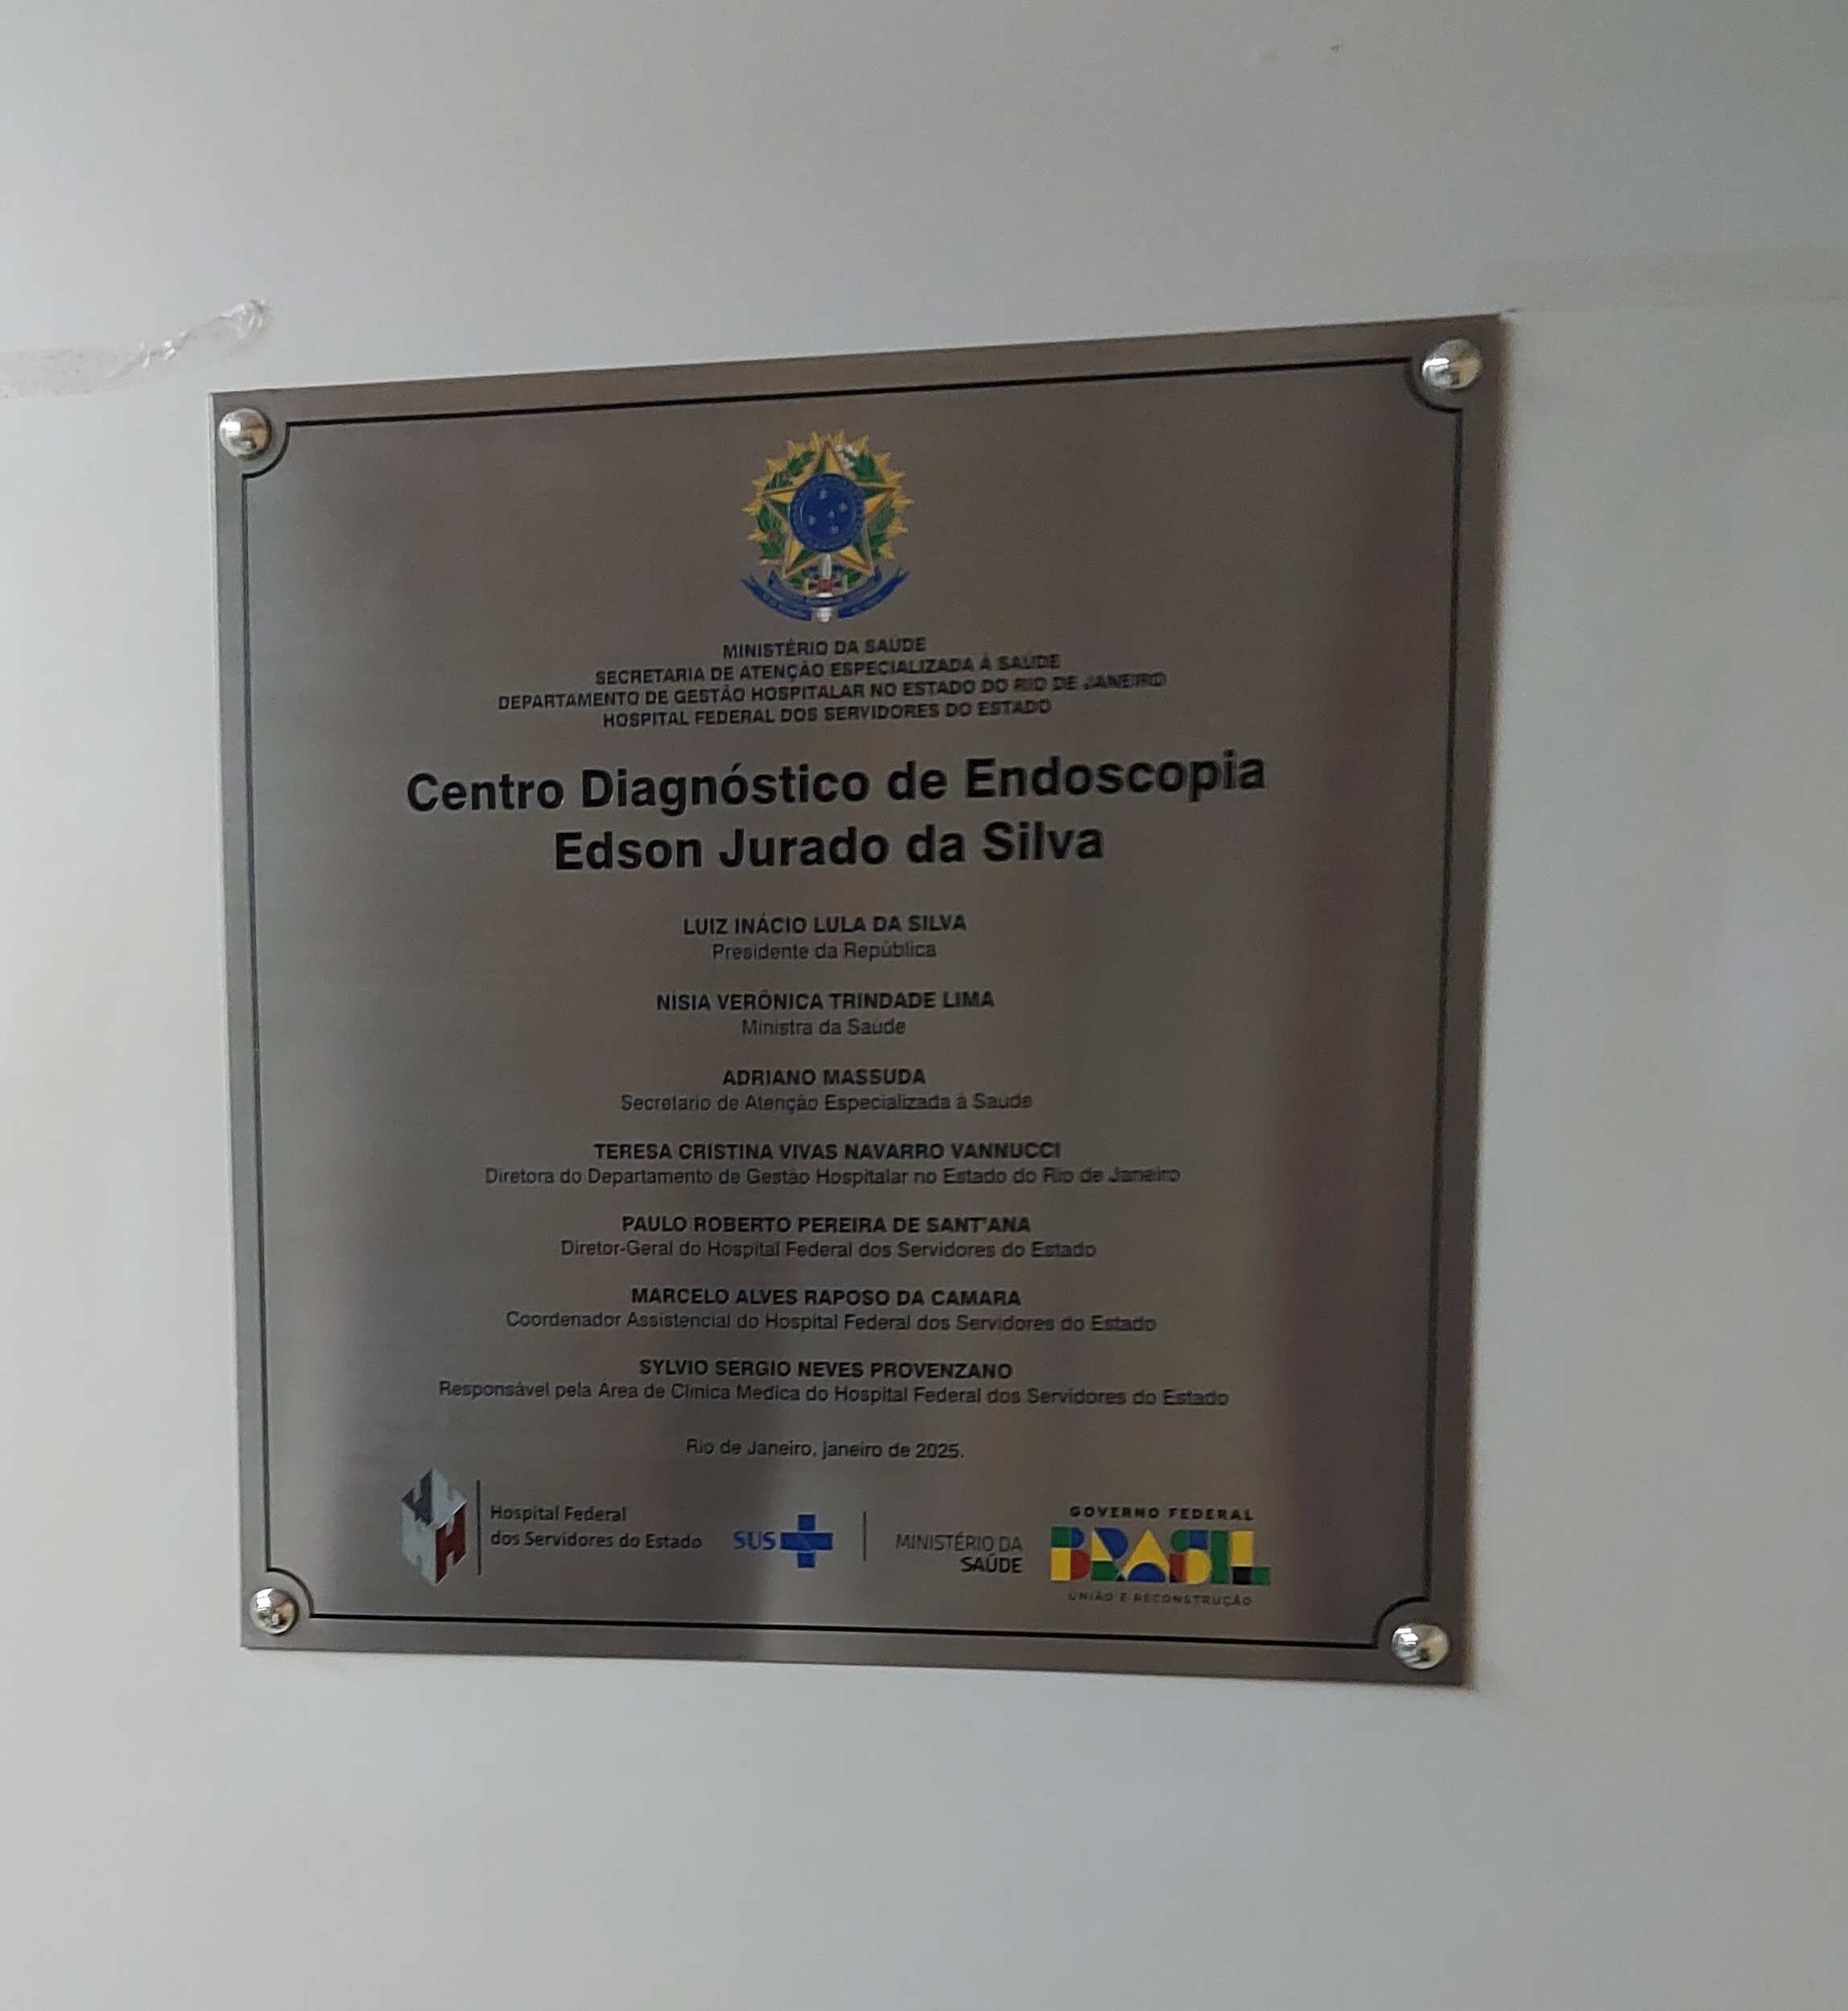 MINISTÉRIO DA SAÚDE
SECRETARIA DE ATENÇÃO ESPECIALIZADA À SAÚDE
DEPARTAMENTO DE GESTÃO HOSPITALAR NO ESTADO DO RIO DE JANEIRO
HOSPITAL FEDERAL DOS SERVIDORES DO ESTADO
Centro Diagnóstico de Endoscopia
Edson Jurado da Silva
LUIZ INÁCIO LULA DA SILVA
Presidente da República
NÍSIA VERÔNICA TRINDADE LIMA
Ministra da Saúde
ADRIANO MASSUDA
Secretário de Atenção Especializada à Saúde
TERESA CRISTINA VIVAS NAVARRO VANNUCCI
Diretora do Departamento de Gestão Hospitalar no Estado do Rio de Janeiro
PAULO ROBERTO PEREIRA DE SANT'ANA
Diretor-Geral do Hospital Federal dos Servidores do Estado
MARCELO ALVES RAPOSO DA CAMARA
Coordenador Assistencial do Hospital Federal dos Servidores do Estado
SYLVIO SERGIO NEVES PROVENZANO
Responsável pela Área de Clínica Médica do Hospital Federal dos Servidores do Estado
Rio de Janeiro, janeiro de 2025.
Hospital Federal
dos Servidores do Estado
SUS
MINISTÉRIO DA
SAÚDE
GOVERNO FEDERAL
BRASIL
UNIÃO E RECONSTRUÇÃO